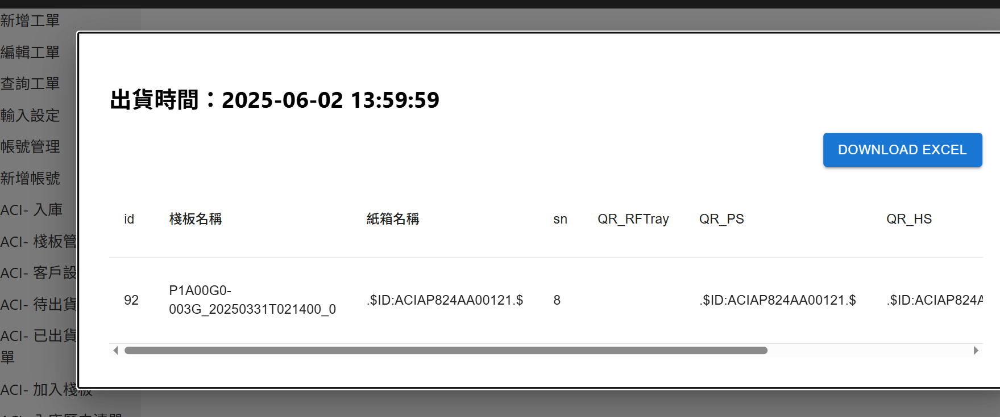 新增工單
編輯工單
查詢工單
輸入設定
帳號管理
新增帳號
ACI- 入庫
ACI- 棧板管
ACI- 客戶設
ACI- 待出貨
ACI- 已出貨
單
ACI- 加入棧板
出貨時間：2025-06-02 13:59:59
DOWNLOAD EXCEL
id 棧板名稱 紙箱名稱 sn QR_RFTray QR_PS QR_HS
92 P1A00G0-
003G_20250331T021400_0 .$ID:ACIAP824AA00121.$ 8 .$ID:ACIAP824AA00121.$ .$ID:ACIAP824A